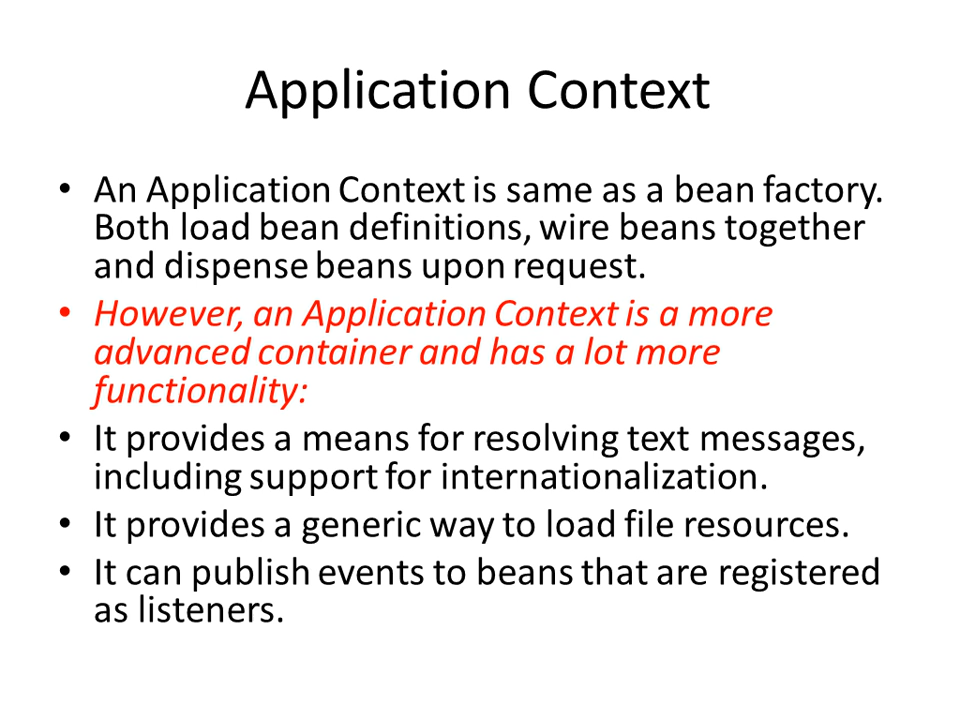 Application Context
• An Application Context is same as a bean factory.
Both load bean definitions, wire beans together
and dispense beans upon request.
• However, an Application Context is a more
advanced container and has a lot more
functionality:
• It provides a means for resolving text messages,
including support for internationalization.
• It provides a generic way to load file resources.
• It can publish events to beans that are registered
as listeners.